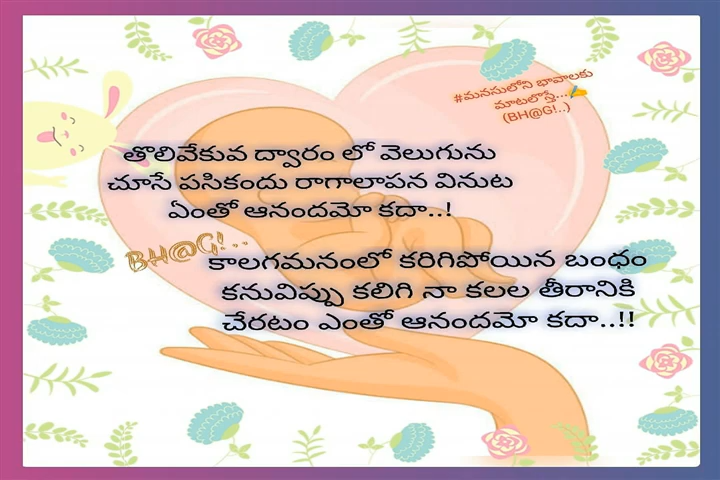 #మనసులోని భావాలకు
మాటలొస్తే...✍
(BH@G!..)
తొలివేకువ ద్వారం లో వెలుగును
చూసే పసికందు రాగాలాపన వినుట
ఏంతో ఆనందమో కదా..!
BH@G!..
కాలగమనంలో కరిగిపోయిన బంధం
కనువిప్పు కలిగి నా కలల తీరానికి
చేరటం ఎంతో ఆనందమో కదా..!!